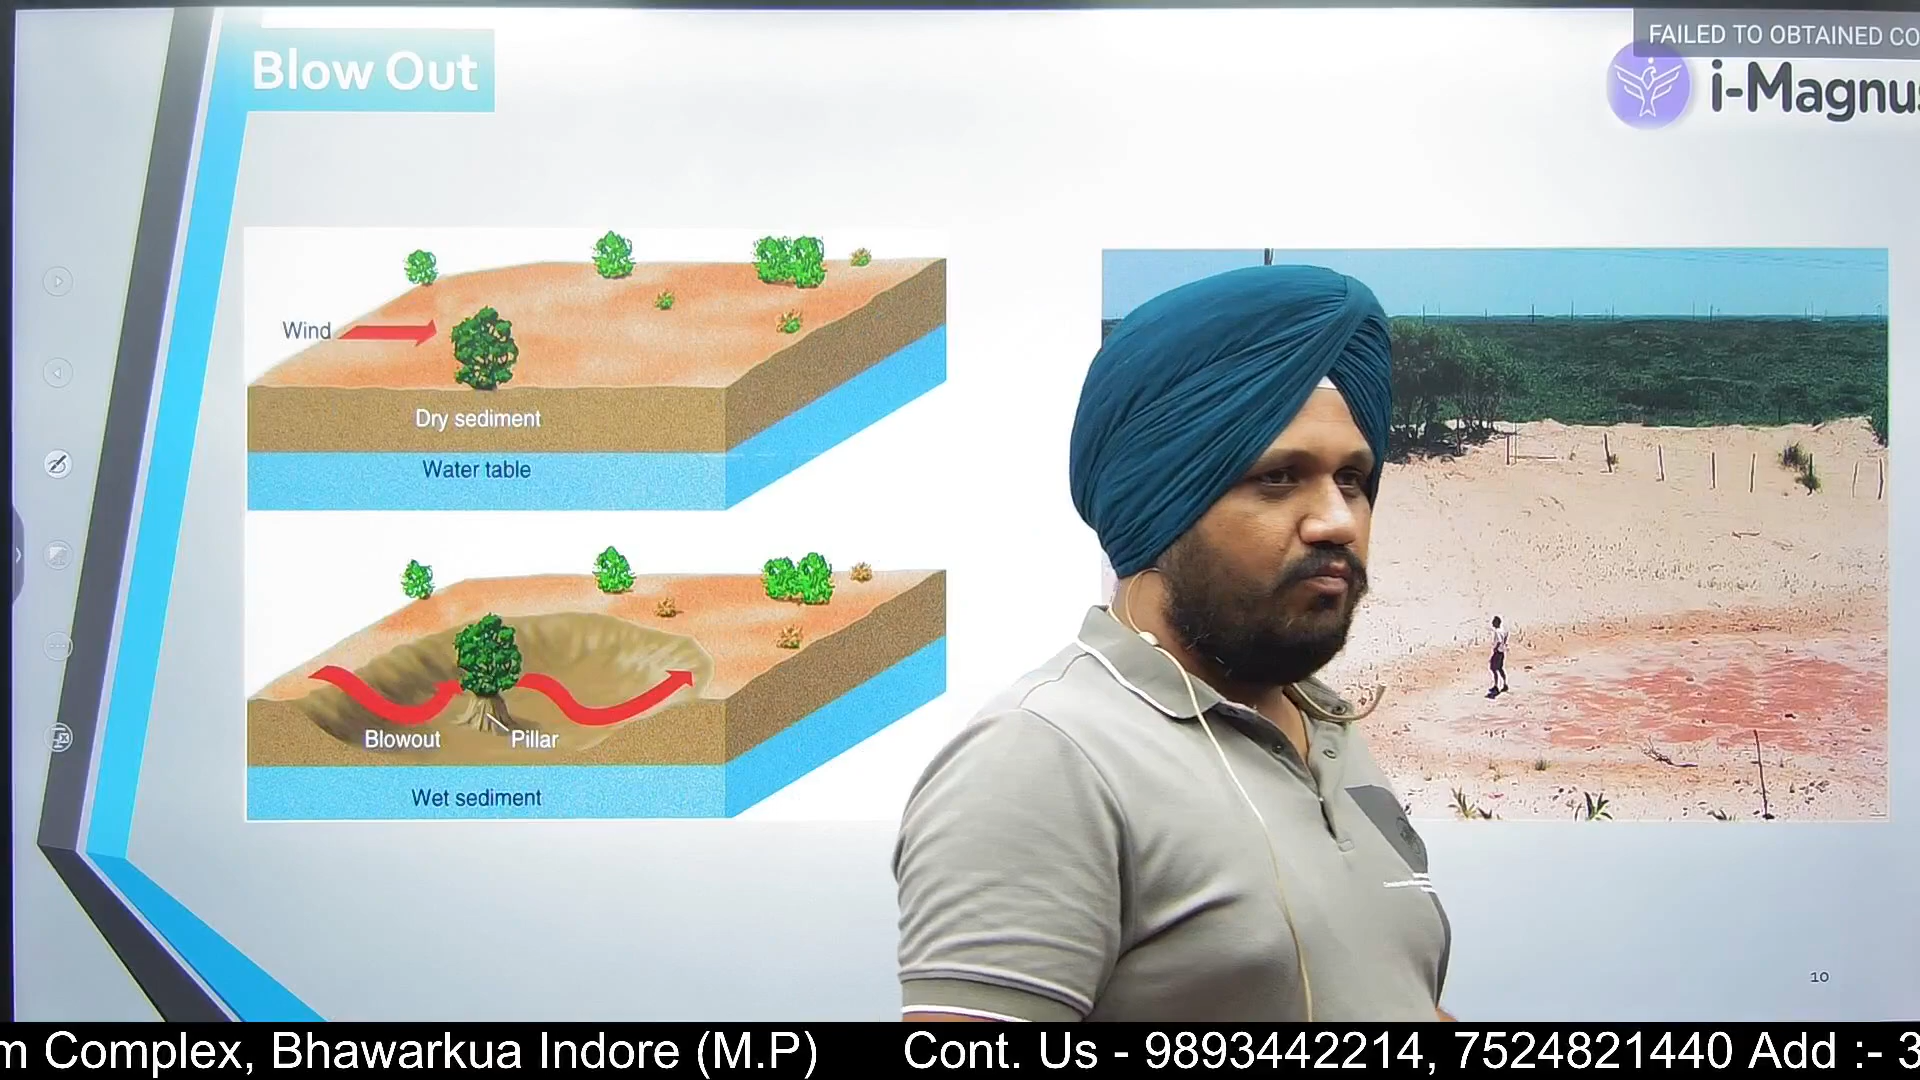 FAILED TO OBTAINED CO
Blow Out
i-Magnus
Wind
Dry sediment
Water table
Blowout
Pillar
Wet sediment
10
m Complex, Bhawarkua Indore (M.P) Cont. Us - 9893442214, 7524821440 Add :- 3